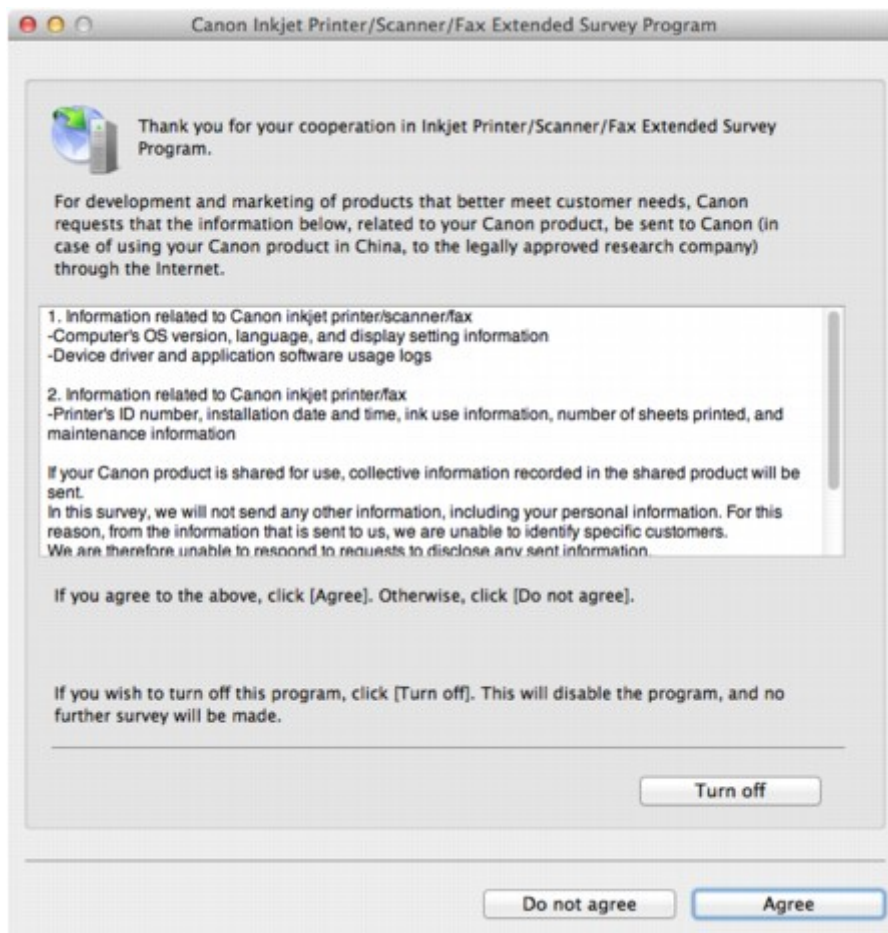 Canon Inkjet Printer/Scanner/Fax Extended Survey Program
Thank you for your cooperation in Inkjet Printer/Scanner/Fax Extended Survey
Program.
For development and marketing of products that better meet customer needs, Canon
requests that the information below, related to your Canon product, be sent to Canon (in
case of using your Canon product in China, to the legally approved research company)
through the Internet.
1. Information related to Canon inkjet printer/scanner/fax
-Computer's OS version, language, and display setting information
-Device driver and application software usage logs
2. Information related to Canon inkjet printer/fax
-Printer's ID number, installation date and time, ink use information, number of sheets printed, and
maintenance information
If your Canon product is shared for use, collective information recorded in the shared product will be
sent.
In this survey, we will not send any other information, including your personal information. For this
reason, from the information that is sent to us, we are unable to identify specific customers.
We are therefore unable to respond to requests to disclose any sent information.
If you agree to the above, click [Agree]. Otherwise, click [Do not agree].
If you wish to turn off this program, click [Turn off]. This will disable the program, and no
further survey will be made.
Turn off
Do not agree
Agree